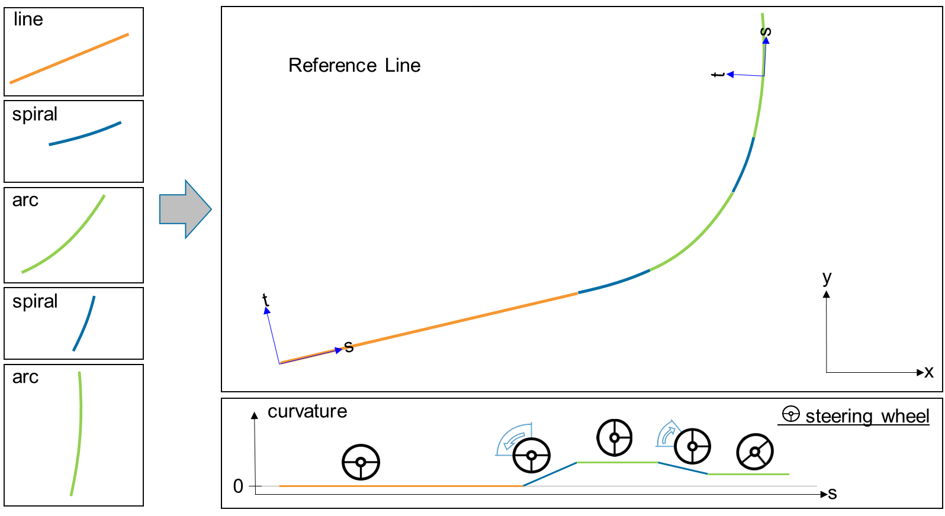 line
spiral
arc
spiral
arc
Reference Line
s
t
y
t
s
x
curvature
steering wheel
0
s